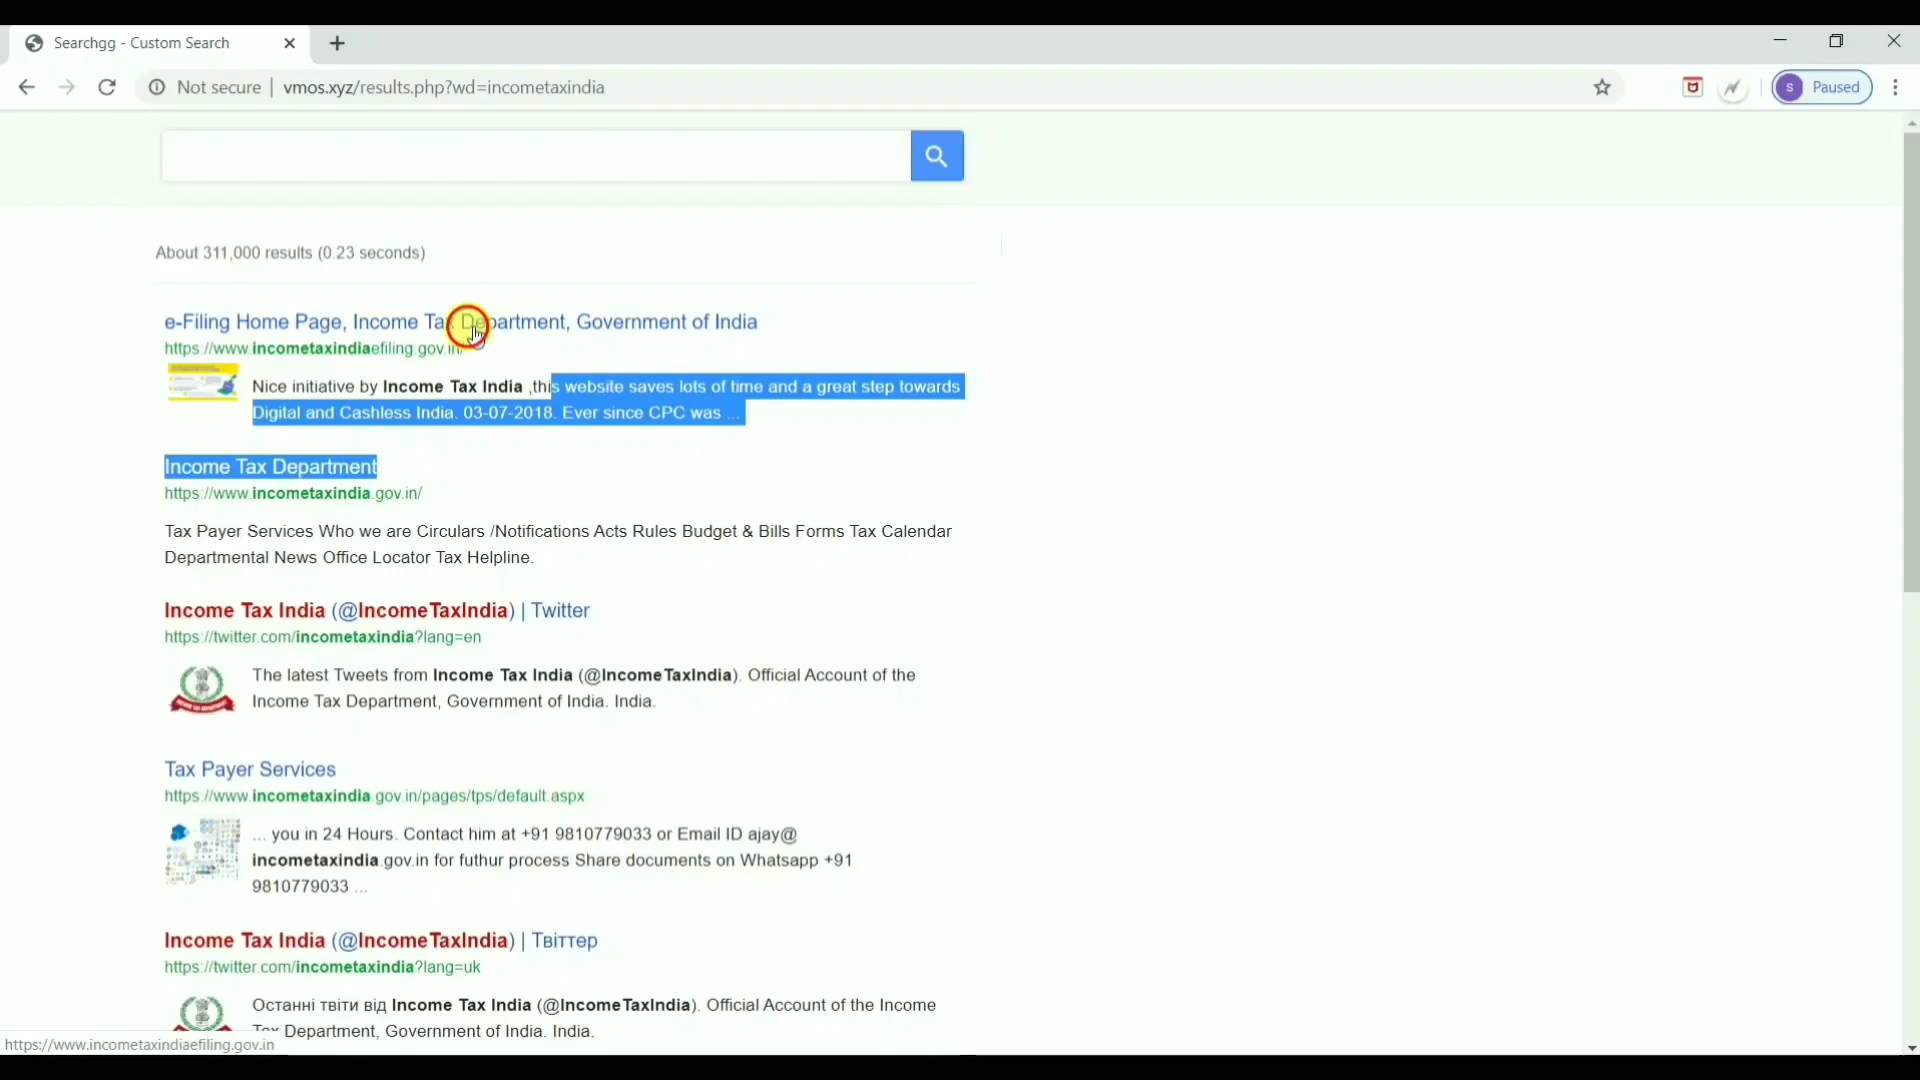 Searchgg - Custom Search
Not secure | vmos.xyz/results.php?wd=incometaxindia
S Paused
About 311,000 results (0.23 seconds)
e-Filing Home Page, Income Tax Department, Government of India
https://www.incometaxindiaefiling.gov.in/
Nice initiative by Income Tax India ,this website saves lots of time and a great step towards
Digital and Cashless India. 03-07-2018. Ever since CPC was ...
Income Tax Department
https://www.incometaxindia.gov.in/
Tax Payer Services Who we are Circulars /Notifications Acts Rules Budget & Bills Forms Tax Calendar
Departmental News Office Locator Tax Helpline.
Income Tax India (@IncomeTaxIndia) | Twitter
https://twitter.com/incometaxindia?lang=en
The latest Tweets from Income Tax India (@IncomeTaxIndia). Official Account of the
Income Tax Department, Government of India. India.
Tax Payer Services
https://www.incometaxindia.gov.in/pages/tps/default.aspx
... you in 24 Hours. Contact him at +91 9810779033 or Email ID ajay@
incometaxindia.gov.in for futhur process Share documents on Whatsapp +91
9810779033 ...
Income Tax India (@IncomeTaxIndia) | Твіттер
https://twitter.com/incometaxindia?lang=uk
Останні твіти від Income Tax India (@IncomeTaxIndia). Official Account of the Income
Tax Department, Government of India. India.
https://www.incometaxindiaefiling.gov.in